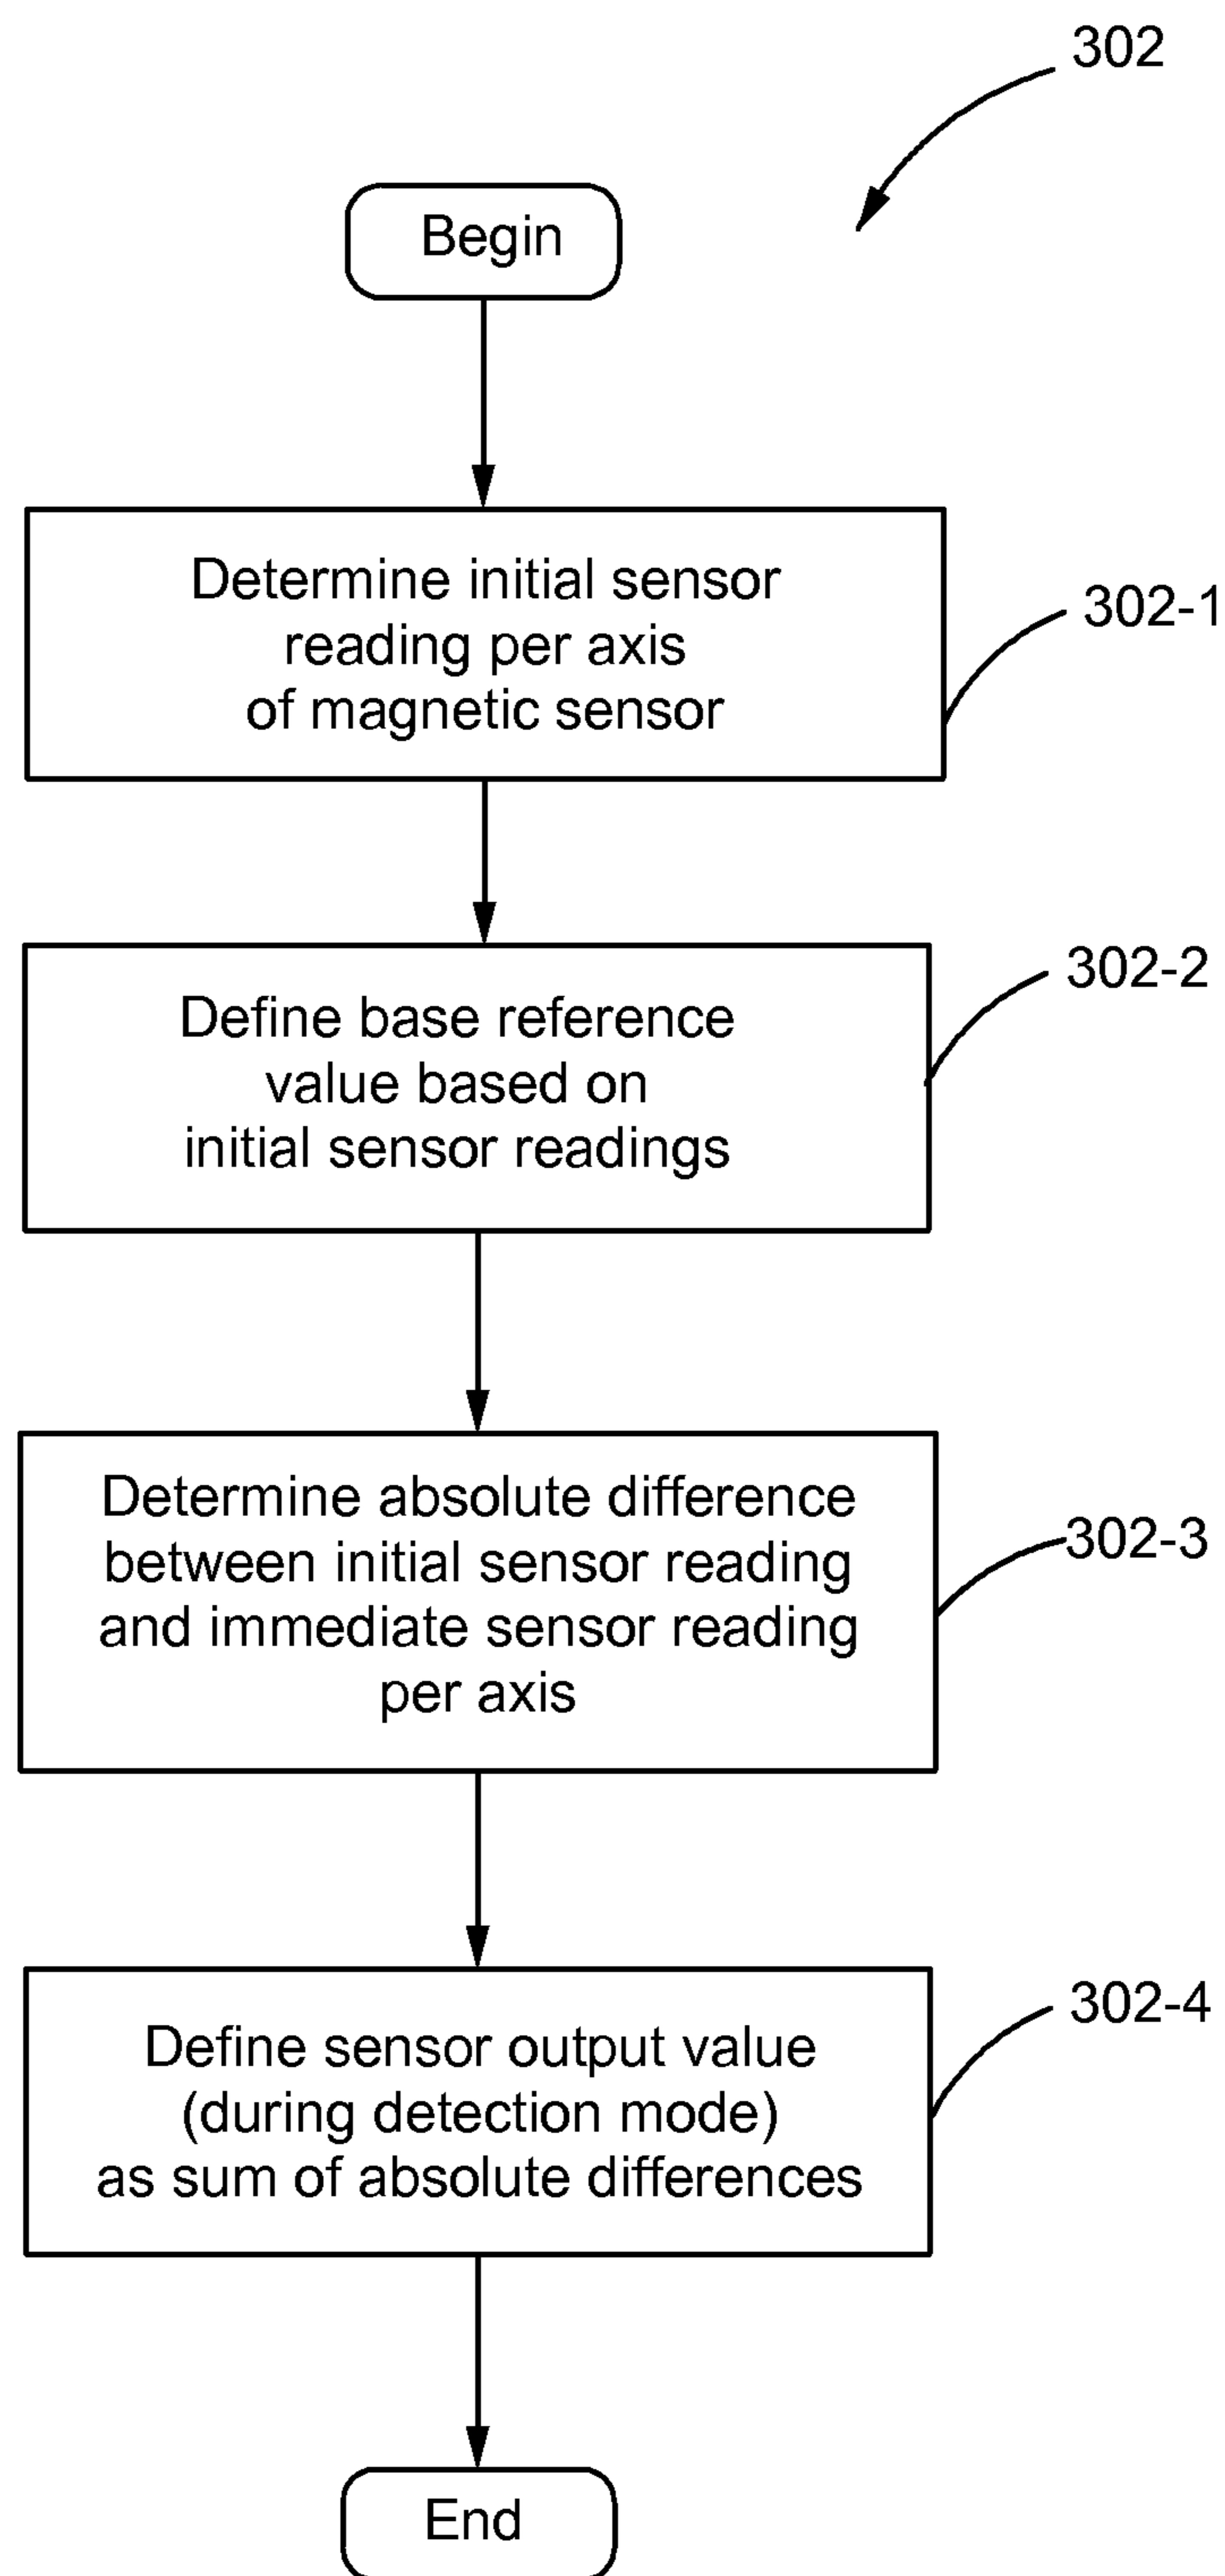 302
Begin
Determine initial sensor
reading per axis
of magnetic sensor
302-1
Define base reference
value based on
initial sensor readings
302-2
Determine absolute difference
between initial sensor reading
and immediate sensor reading
per axis
302-3
Define sensor output value
(during detection mode)
as sum of absolute differences
302-4
End